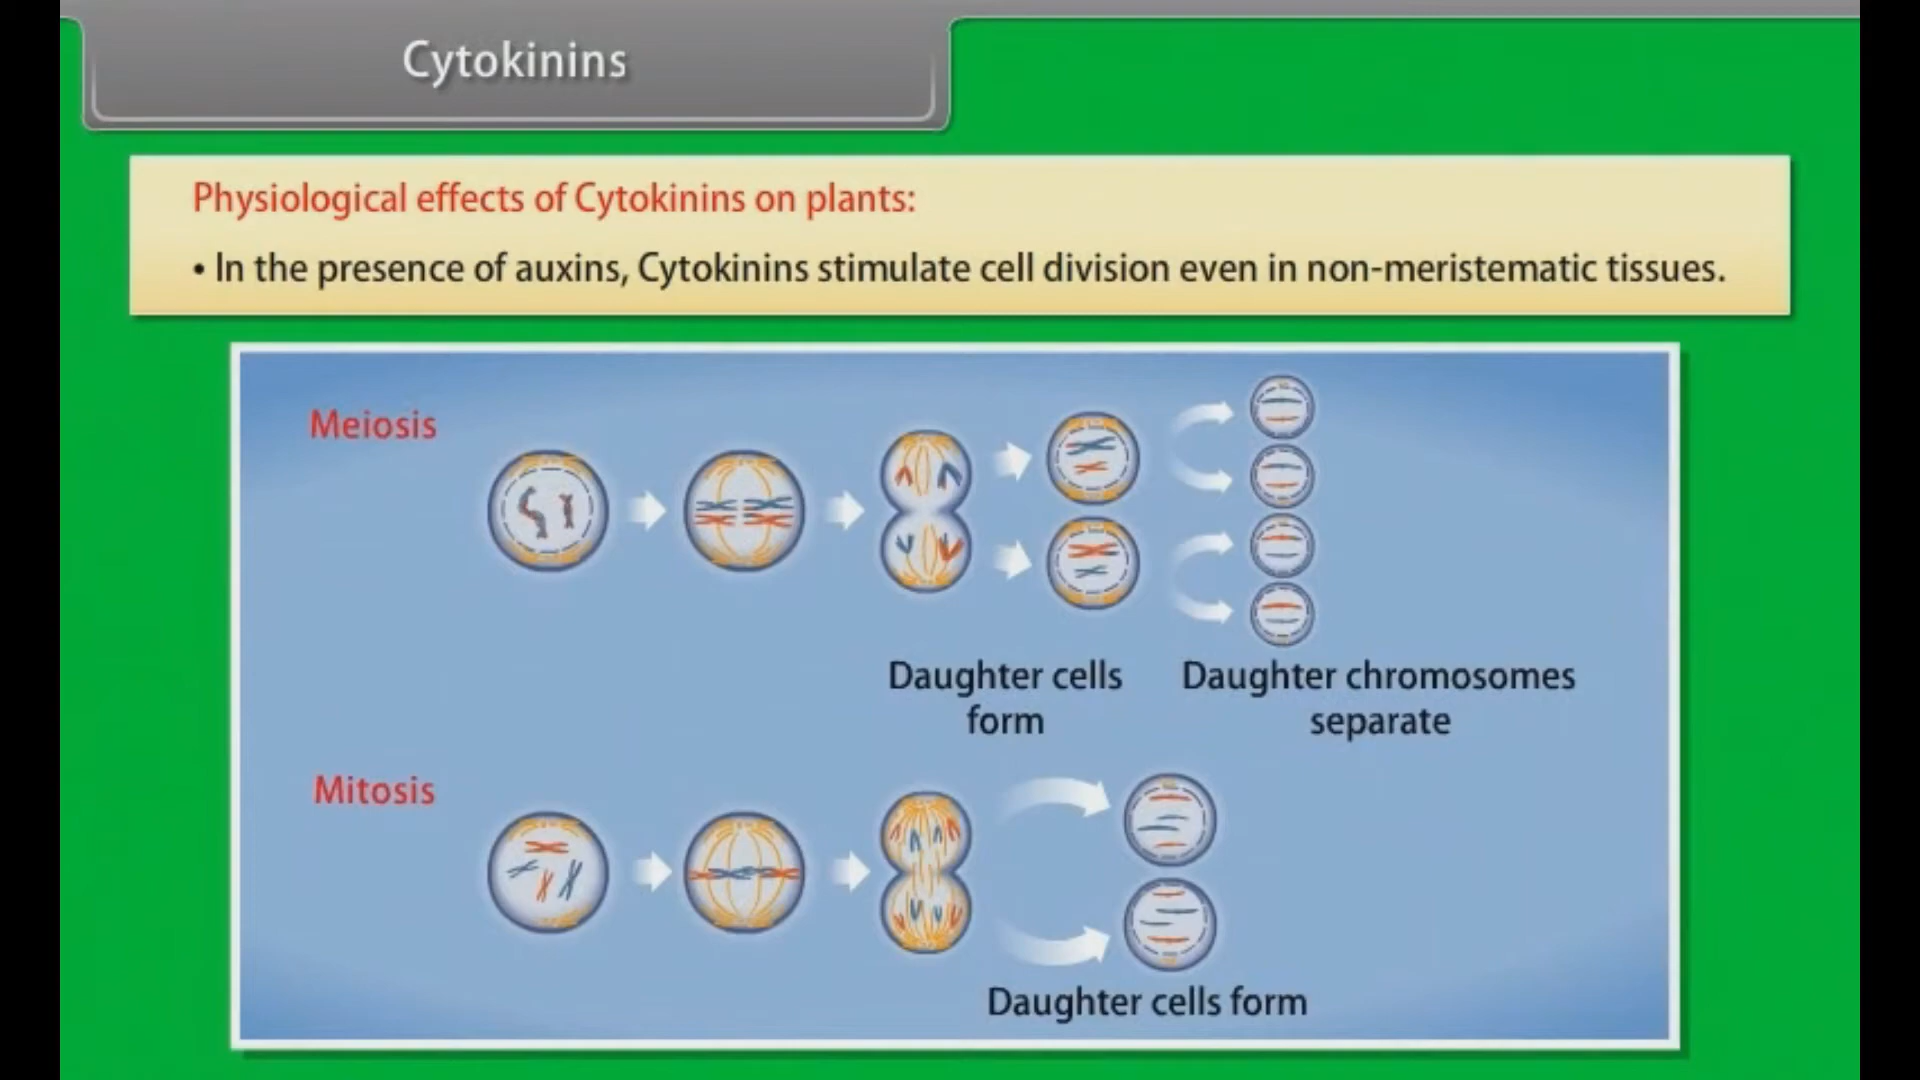 Cytokinins
Physiological effects of Cytokinins on plants:
• In the presence of auxins, Cytokinins stimulate cell division even in non-meristematic tissues.
Meiosis
Daughter cells
form
Daughter chromosomes
separate
Mitosis
Daughter cells form